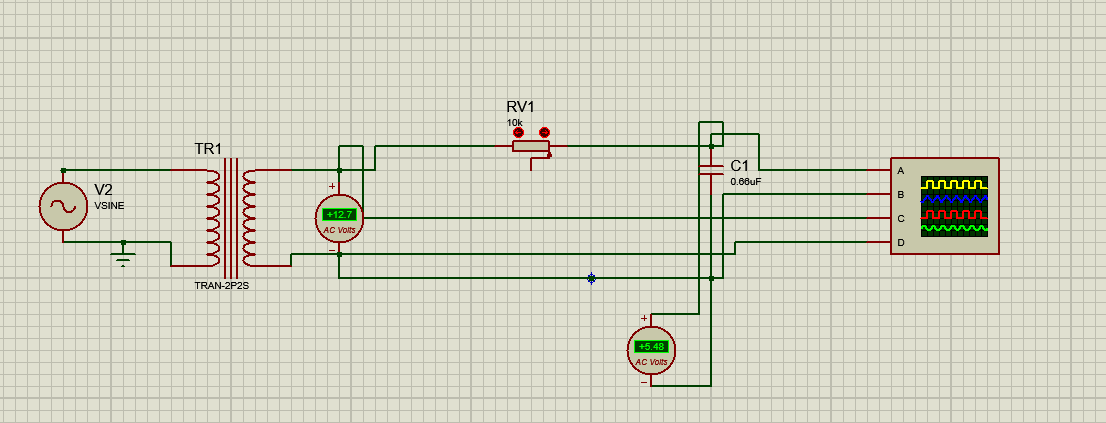 RV1
10k
TR1
V2
VSINE
+
+12.7
AC Volts
−
TRAN-2P2S
C1
0.66uF
A
B
C
D
+
+5.48
AC Volts
−